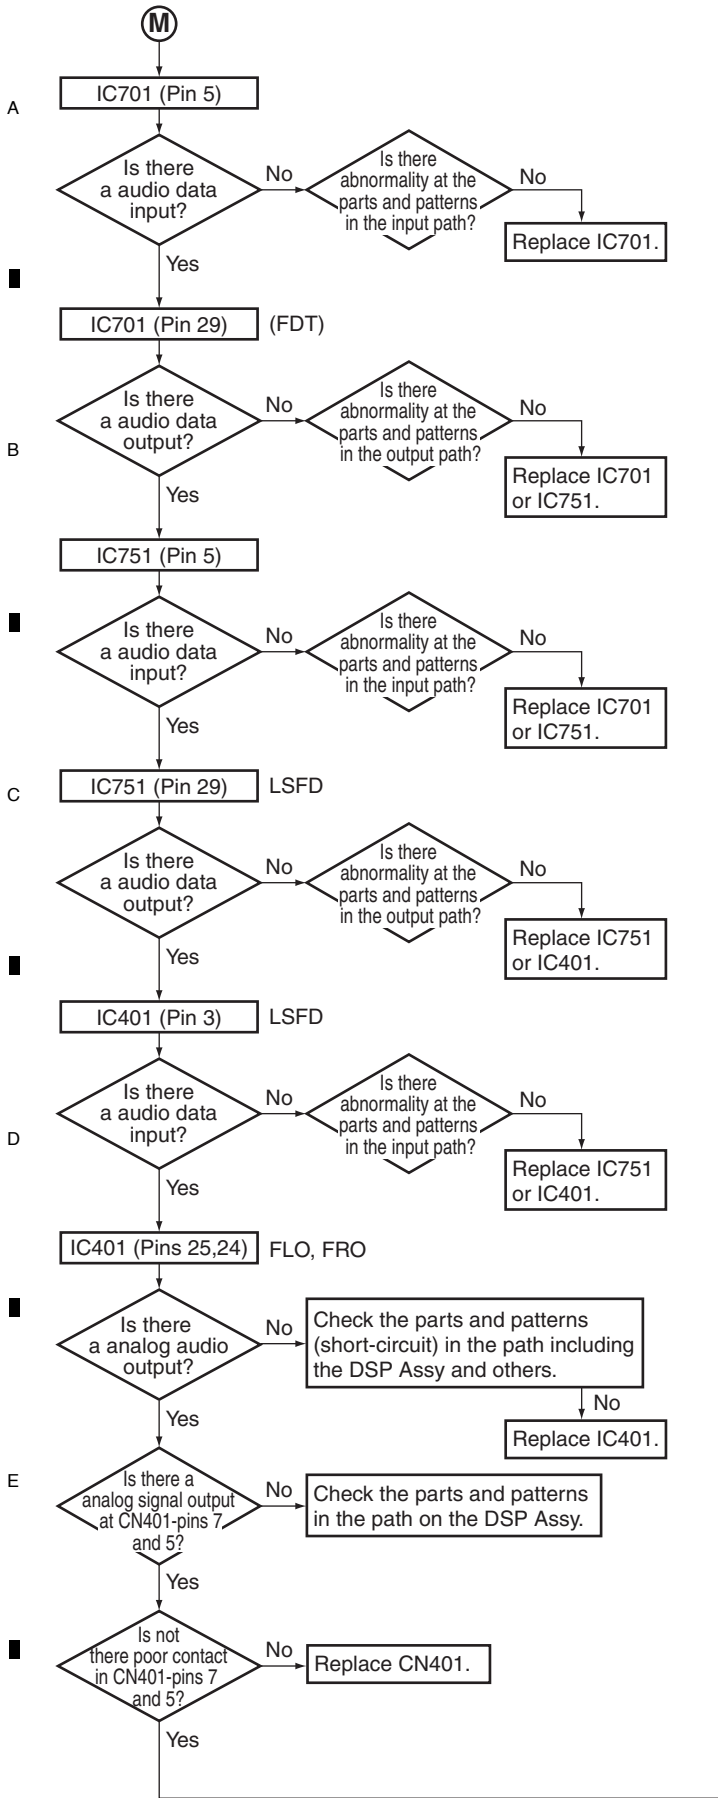 M
A
IC701 (Pin 5)
Is there
a audio data
input?
No
Is there
abnormality at the
parts and patterns
in the input path?
No
Replace IC701.
Yes
IC701 (Pin 29)
(FDT)
Is there
a audio data
output?
No
Is there
abnormality at the
parts and patterns
in the output path?
No
Replace IC701
or IC751.
B
Yes
IC751 (Pin 5)
Is there
a audio data
input?
No
Is there
abnormality at the
parts and patterns
in the input path?
No
Replace IC701
or IC751.
Yes
C
IC751 (Pin 29)
LSFD
Is there
a audio data
output?
No
Is there
abnormality at the
parts and patterns
in the output path?
No
Replace IC751
or IC401.
Yes
IC401 (Pin 3)
LSFD
Is there
a audio data
input?
No
Is there
abnormality at the
parts and patterns
in the input path?
No
Replace IC751
or IC401.
D
Yes
IC401 (Pins 25,24)
FLO, FRO
Is there
a analog audio
output?
No
Check the parts and patterns
(short-circuit) in the path including
the DSP Assy and others.
No
Replace IC401.
Yes
E
Is there a
analog signal output
at CN401-pins 7
and 5?
No
Check the parts and patterns
in the path on the DSP Assy.
Yes
Is not
there poor contact
in CN401-pins 7
and 5?
No
Replace CN401.
Yes